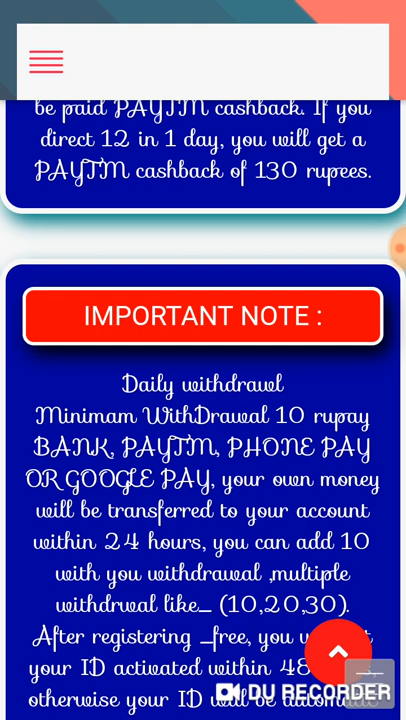 be paid PAYTM cashback. If you
direct 12 in 1 day, you will get a
PAYTM cashback of 130 rupees.
IMPORTANT NOTE :
Daily withdrawl
Minimam WithDrawal 10 rupay
BANK, PAYTM, PHONE PAY
OR GOOGLE PAY, your own money
will be transferred to your account
within 24 hours, you can add 10
with you withdrawal ,multiple
withdrwal like_ (10,20,30).
After registering _free, you
your ID activated within 48
otherwise your ID will be
DU RECORDER